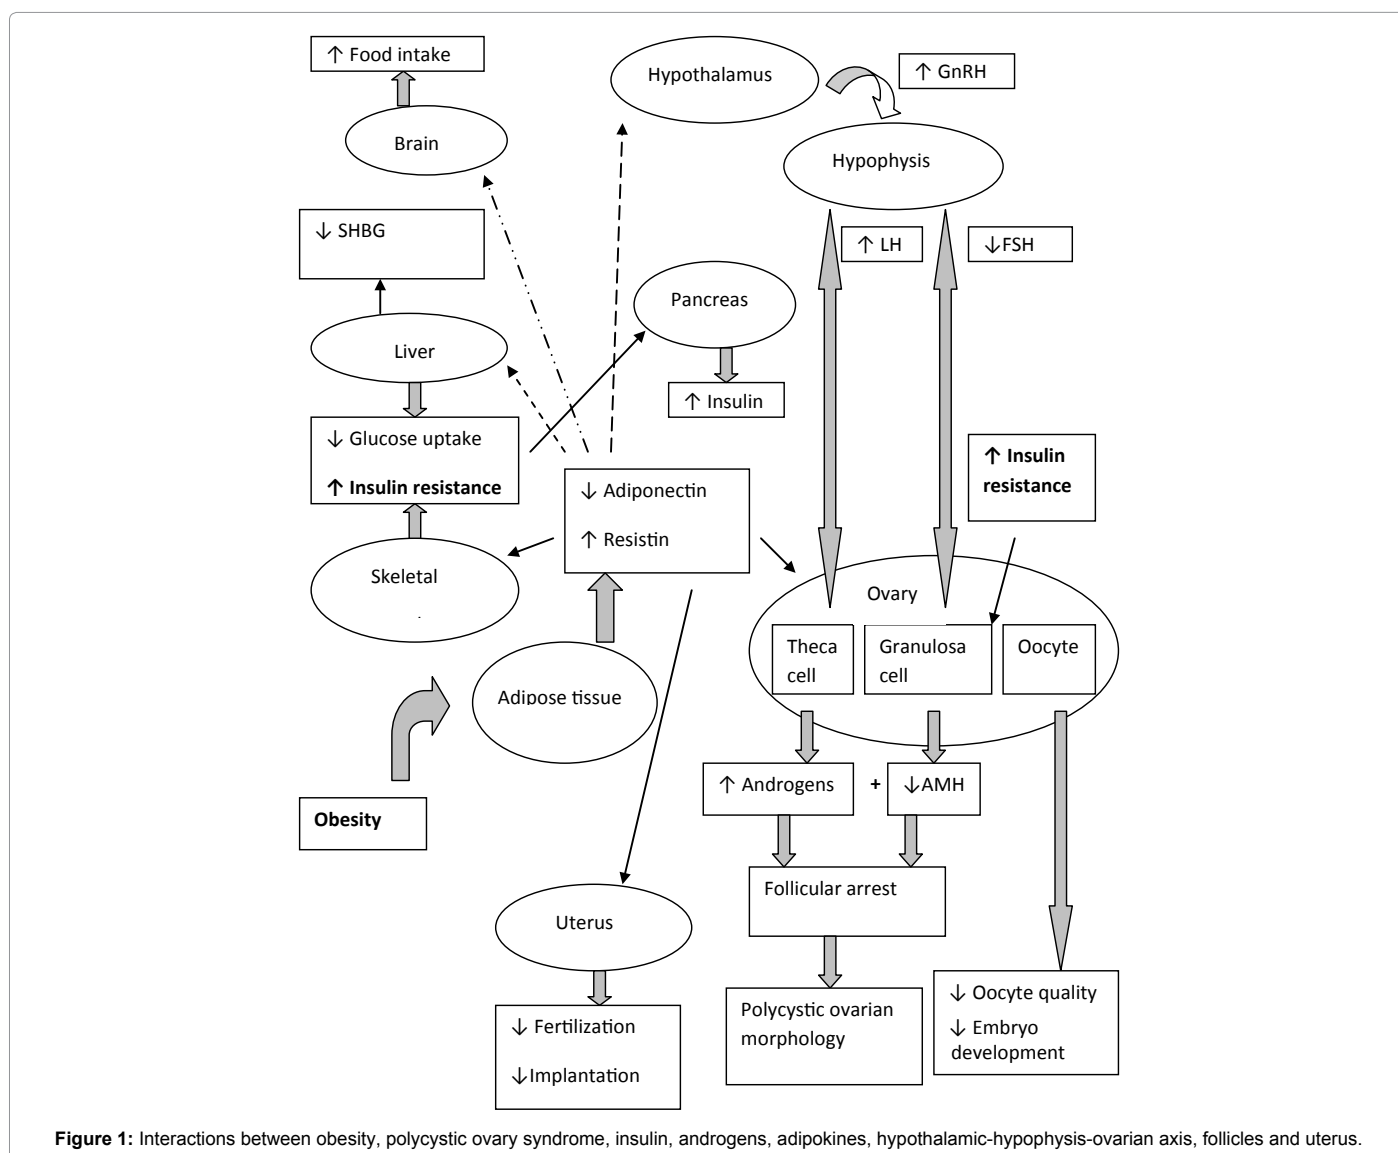 ↑ Food intake
Hypothalamus
↑ GnRH
Brain
Hypophysis
↓ SHBG
↑ LH
↓FSH
Pancreas
Liver
↑ Insulin
↓ Glucose uptake
↑ Insulin resistance
↑ Insulin
resistance
↓ Adiponectin
↑ Resistin
Skeletal
Ovary
Theca
cell
Granulosa
cell
Oocyte
Adipose tissue
↑ Androgens
+
↓AMH
Obesity
Follicular arrest
Uterus
↓ Fertilization
↓Implantation
Polycystic ovarian
morphology
↓ Oocyte quality
↓ Embryo
development
Figure 1: Interactions between obesity, polycystic ovary syndrome, insulin, androgens, adipokines, hypothalamic-hypophysis-ovarian axis, follicles and uterus.